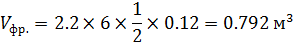 Vфр. = 2.2 × 6 × 1/2 × 0.12 = 0.792 м³